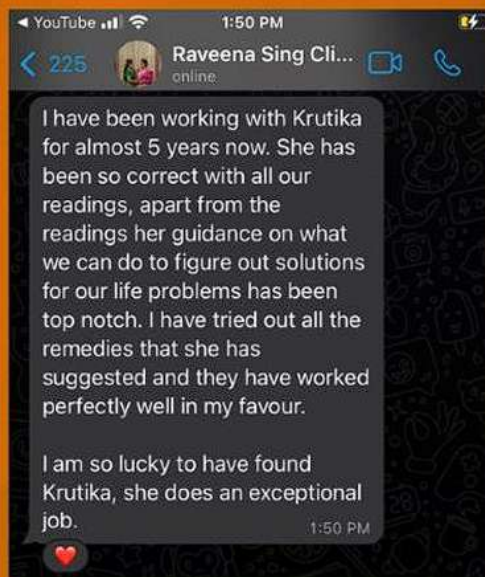 YouTube
1:50 PM
225
Raveena Sing Cli...
online
I have been working with Krutika
for almost 5 years now. She has
been so correct with all our
readings, apart from the
readings her guidance on what
we can do to figure out solutions
for our life problems has been
top notch. I have tried out all the
remedies that she has
suggested and they have worked
perfectly well in my favour.
I am so lucky to have found
Krutika, she does an exceptional
job.
1:50 PM